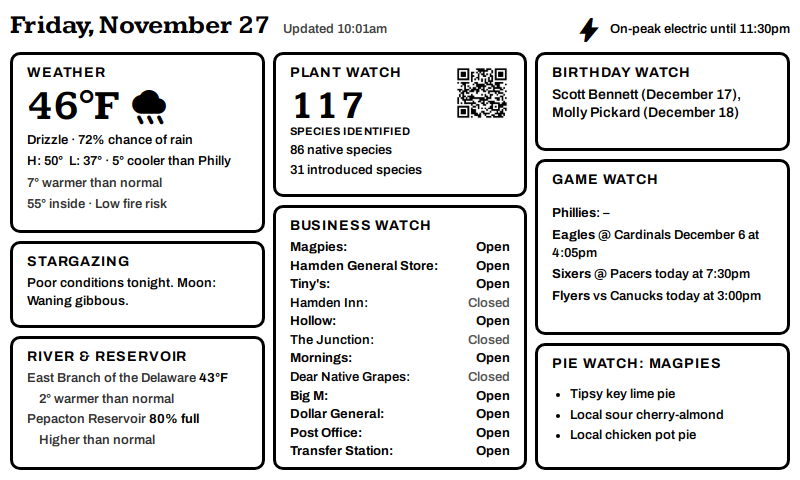 Friday, November 27 Updated 10:01am
On-peak electric until 11:30pm
WEATHER
46°F
Drizzle · 72% chance of rain
H: 50° L: 37° · 5° cooler than Philly
7° warmer than normal
55° inside · Low fire risk
STARGAZING
Poor conditions tonight. Moon:
Waning gibbous.
RIVER & RESERVOIR
East Branch of the Delaware 43°F
2° warmer than normal
Pepacton Reservoir 80% full
Higher than normal
PLANT WATCH
117
SPECIES IDENTIFIED
86 native species
31 introduced species
BUSINESS WATCH
Magpies: Open
Hamden General Store: Open
Tiny's: Open
Hamden Inn: Closed
Hollow: Open
The Junction: Closed
Mornings: Open
Dear Native Grapes: Closed
Big M: Open
Dollar General: Open
Post Office: Open
Transfer Station: Open
BIRTHDAY WATCH
Scott Bennett (December 17),
Molly Pickard (December 18)
GAME WATCH
Phillies: –
Eagles @ Cardinals December 6 at
4:05pm
Sixers @ Pacers today at 7:30pm
Flyers vs Canucks today at 3:00pm
PIE WATCH: MAGPIES
• Tipsy key lime pie
• Local sour cherry-almond
• Local chicken pot pie